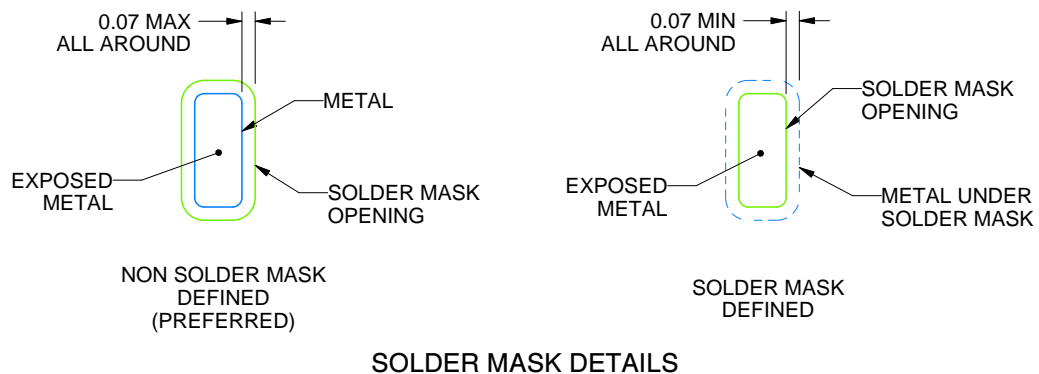 0.07 MAX
ALL AROUND
METAL
EXPOSED
METAL
SOLDER MASK
OPENING
NON SOLDER MASK
DEFINED
(PREFERRED)
0.07 MIN
ALL AROUND
SOLDER MASK
OPENING
EXPOSED
METAL
METAL UNDER
SOLDER MASK
SOLDER MASK
DEFINED
SOLDER MASK DETAILS